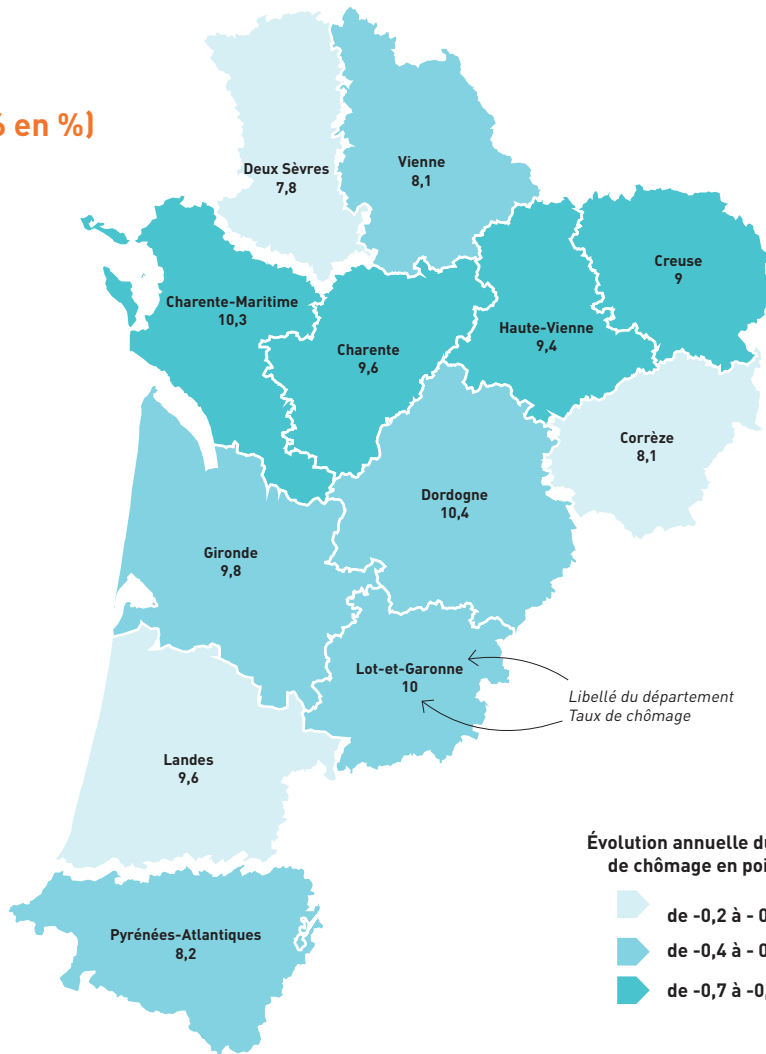 6 en %)
Vienne
8,1
Deux Sèvres
7,8
Creuse
9
Charente-Maritime
10,3
Haute-Vienne
9,4
Charente
9,6
Corrèze
8,1
Dordogne
10,4
Gironde
9,8
Lot-et-Garonne
10
Libellé du département
Taux de chômage
Landes
9,6
Évolution annuelle du
de chômage en poi
de -0,2 à - 0
de -0,4 à - 0
de -0,7 à -0,
Pyrénées-Atlantiques
8,2